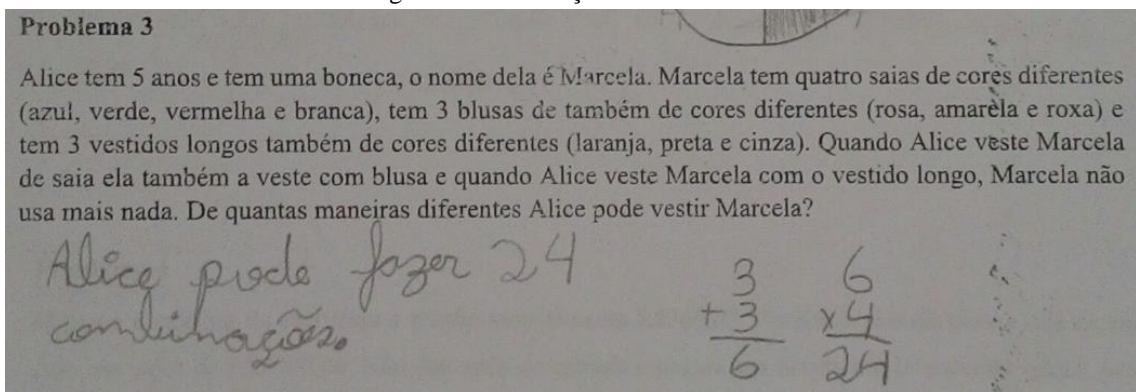 Problema 3
Alice tem 5 anos e tem uma boneca, o nome dela é Marcela. Marcela tem quatro saias de cores diferentes
(azul, verde, vermelha e branca), tem 3 blusas de também de cores diferentes (rosa, amarela e roxa) e
tem 3 vestidos longos também de cores diferentes (laranja, preta e cinza). Quando Alice veste Marcela
de saia ela também a veste com blusa e quando Alice veste Marcela com o vestido longo, Marcela não
usa mais nada. De quantas maneiras diferentes Alice pode vestir Marcela?
Alice pode fazer 24
combinações.
3
+ 3
6
6
x 4
24